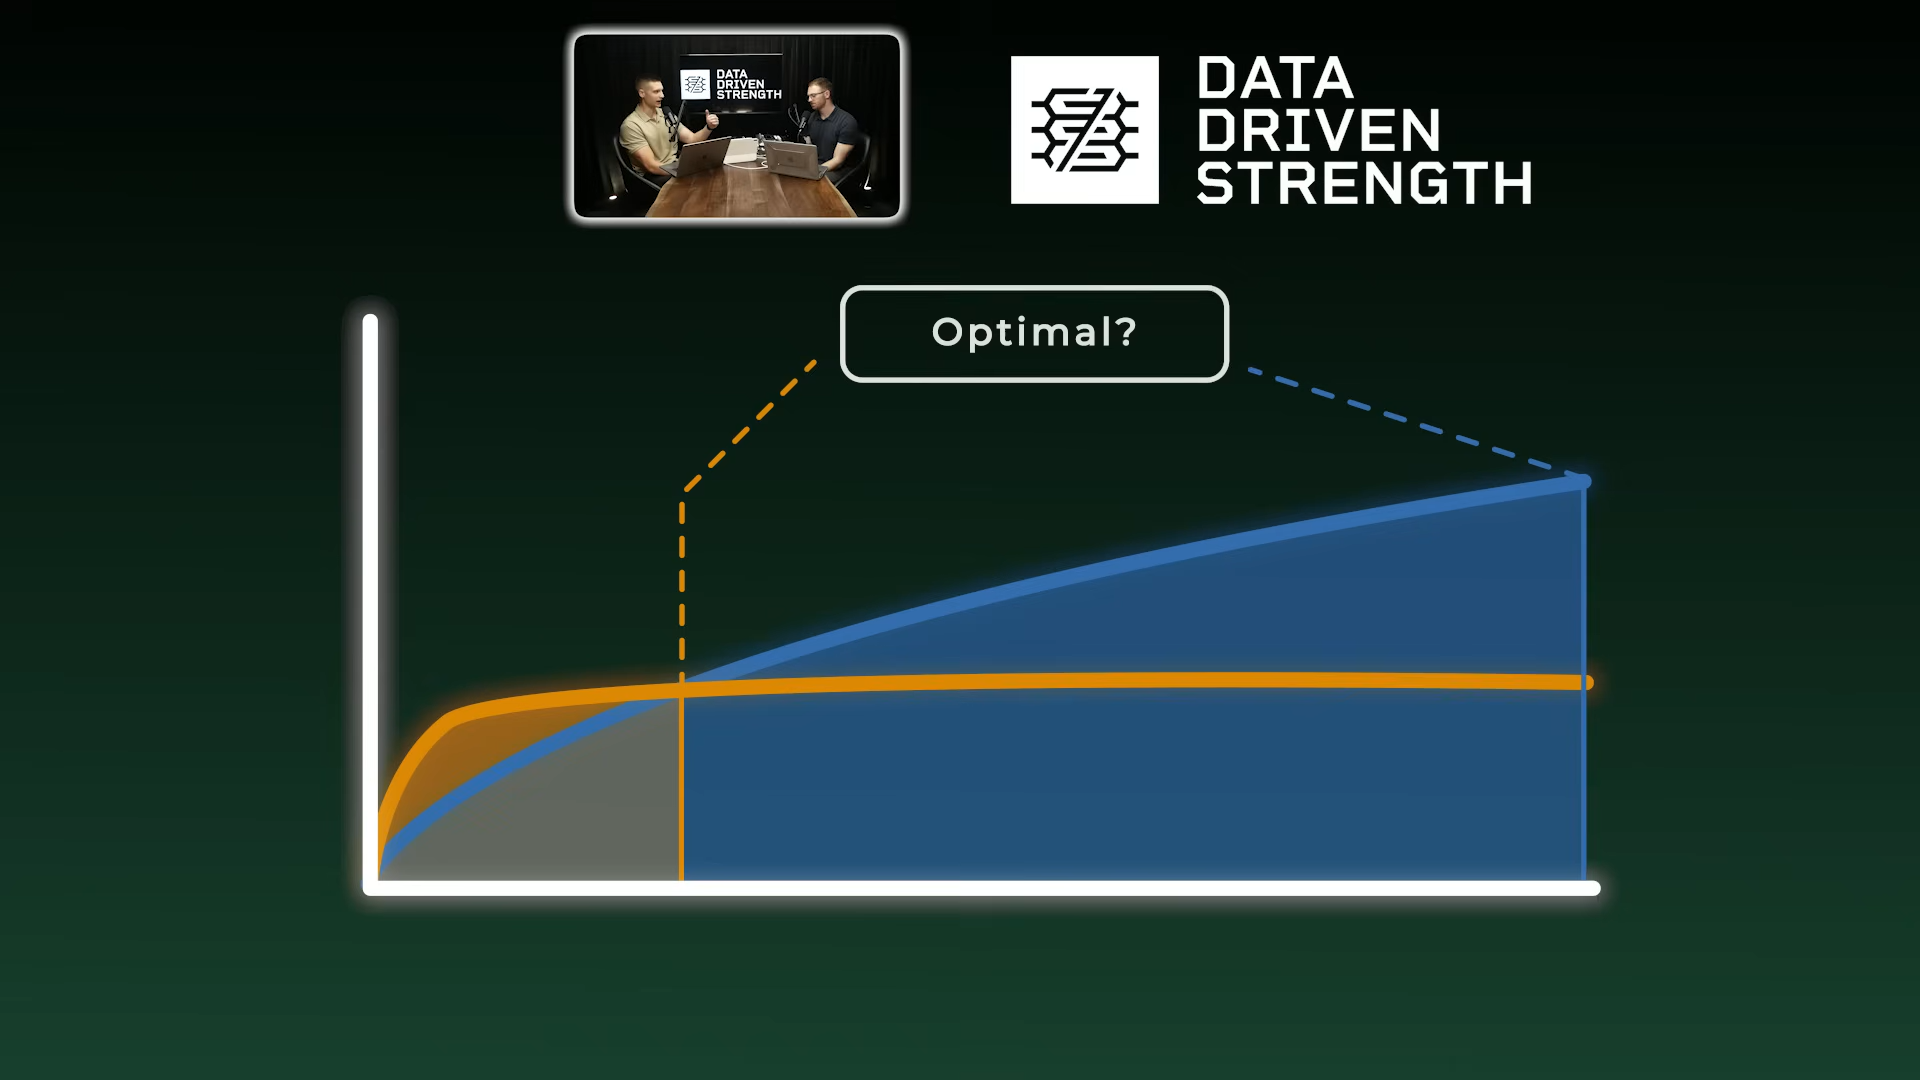 DATA
DRIVEN
STRENGTH
DATA
DRIVEN
STRENGTH
Optimal?